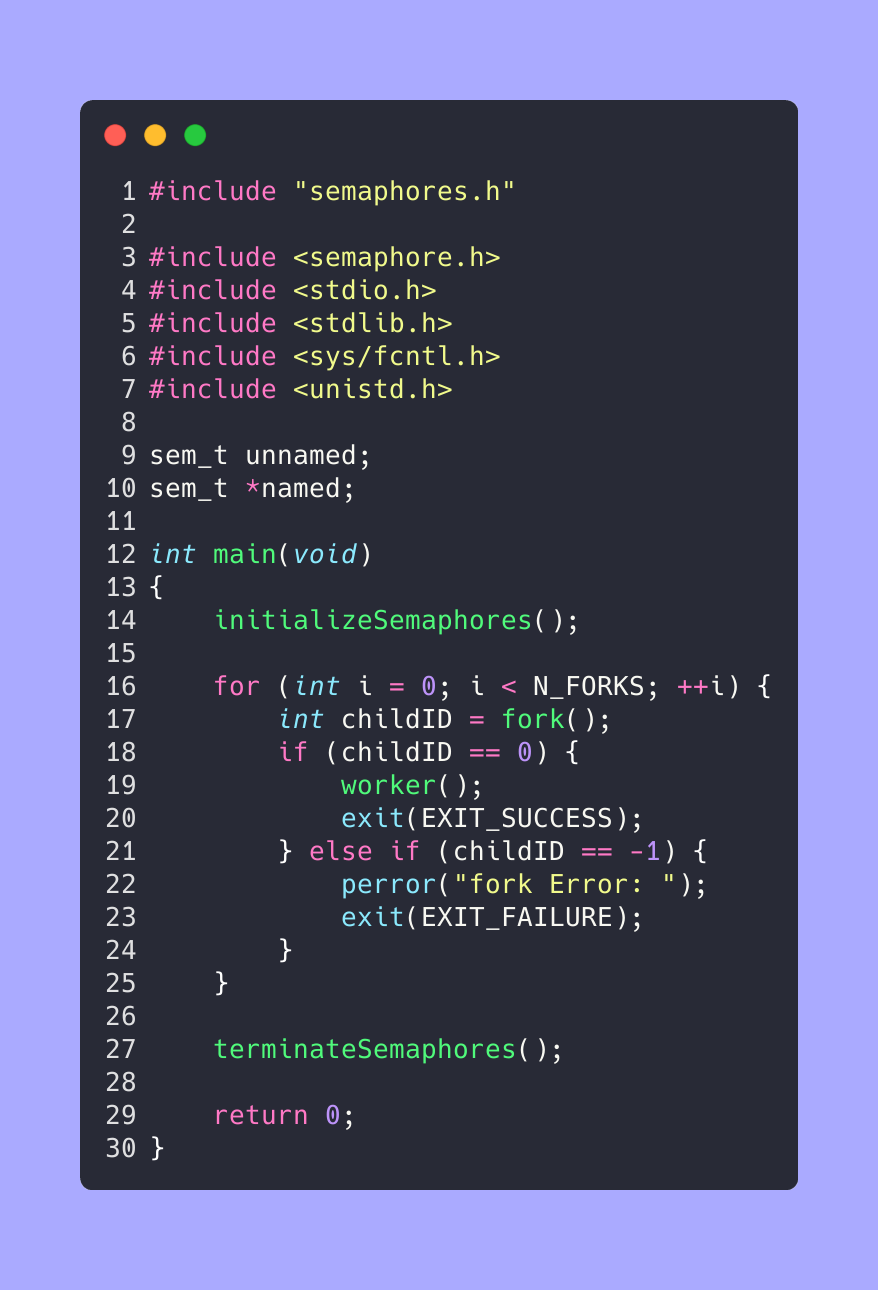 1 #include "semaphores.h"
2
3 #include <semaphore.h>
4 #include <stdio.h>
5 #include <stdlib.h>
6 #include <sys/fcntl.h>
7 #include <unistd.h>
8
9 sem_t unnamed;
10 sem_t *named;
11
12 int main(void)
13 {
14     initializeSemaphores();
15
16     for (int i = 0; i < N_FORKS; ++i) {
17         int childID = fork();
18         if (childID == 0) {
19             worker();
20             exit(EXIT_SUCCESS);
21         } else if (childID == -1) {
22             perror("fork Error: ");
23             exit(EXIT_FAILURE);
24         }
25     }
26
27     terminateSemaphores();
28
29     return 0;
30 }